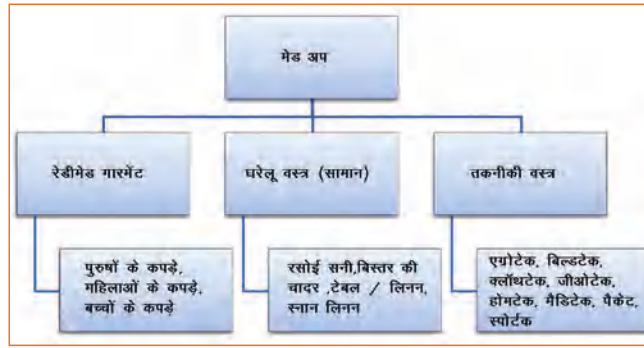 मेड अप
रेडीमेड गारमेंट
घरेलू वस्त्र (सामान)
तकनीकी वस्त्र
पुरुषों के कपड़े,
महिलाओं के कपड़े,
बच्चों के कपड़े
रसोई सनी,बिस्तर की
चादर ,टेबल / लिनन,
स्नान लिनन
एग्रोटेक, बिल्डटेक,
क्लॉथटेक, जीओटेक,
होमटेक, मैडिटेक, पैकेट,
स्पोर्टक